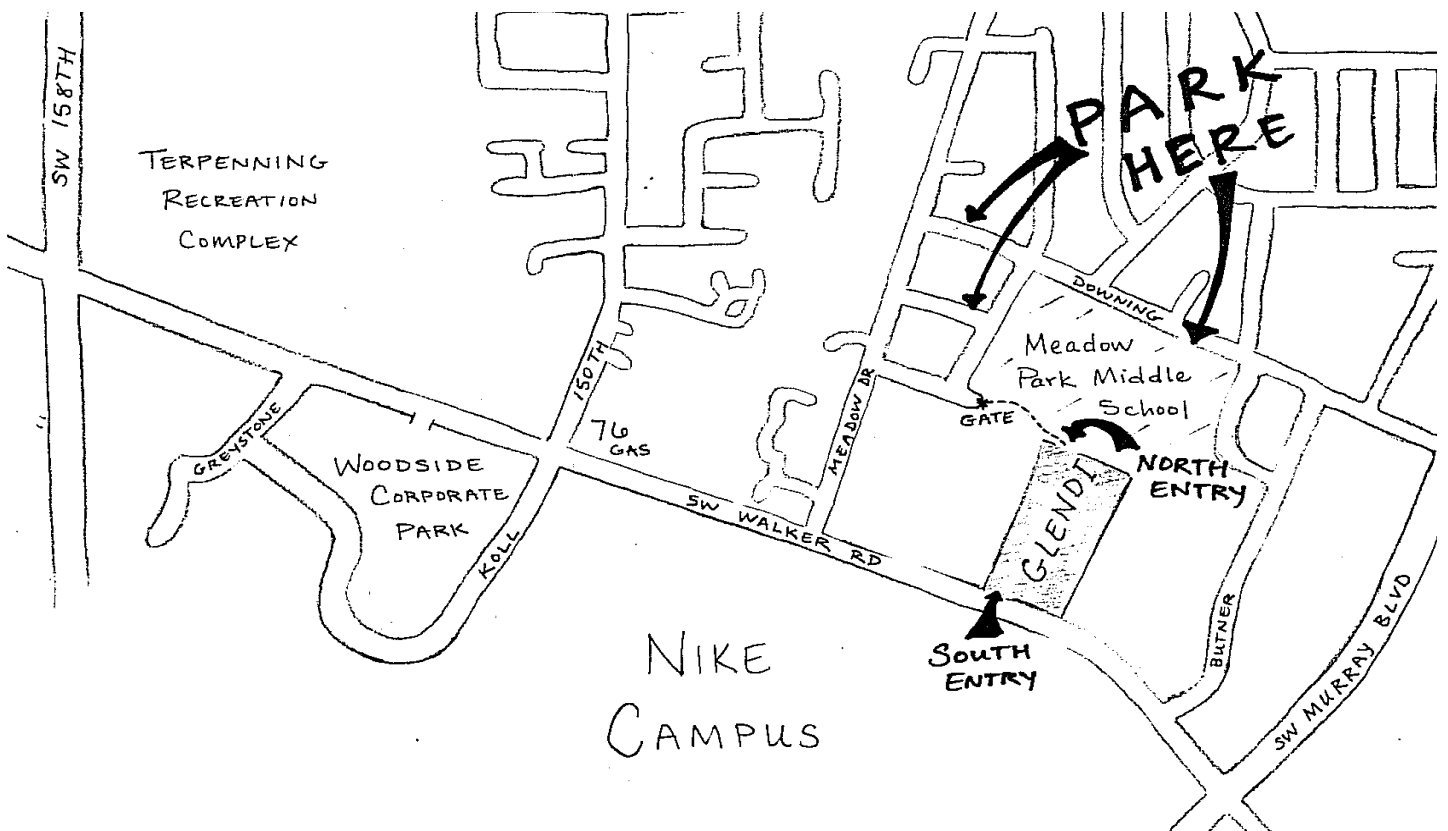 SW 158TH
TERPENNING
RECREATION
COMPLEX
PARK
HERE
DOWNING
Meadow
Park Middle
School
150TH
MEADOW DR
GATE
76
GAS
GREYSTONE
WOODSIDE
CORPORATE
PARK
KOLL
NORTH
ENTRY
GLENDI
SW WALKER RD
SOUTH
ENTRY
BUTNER
SW MURRAY BLVD
NIKE
CAMPUS